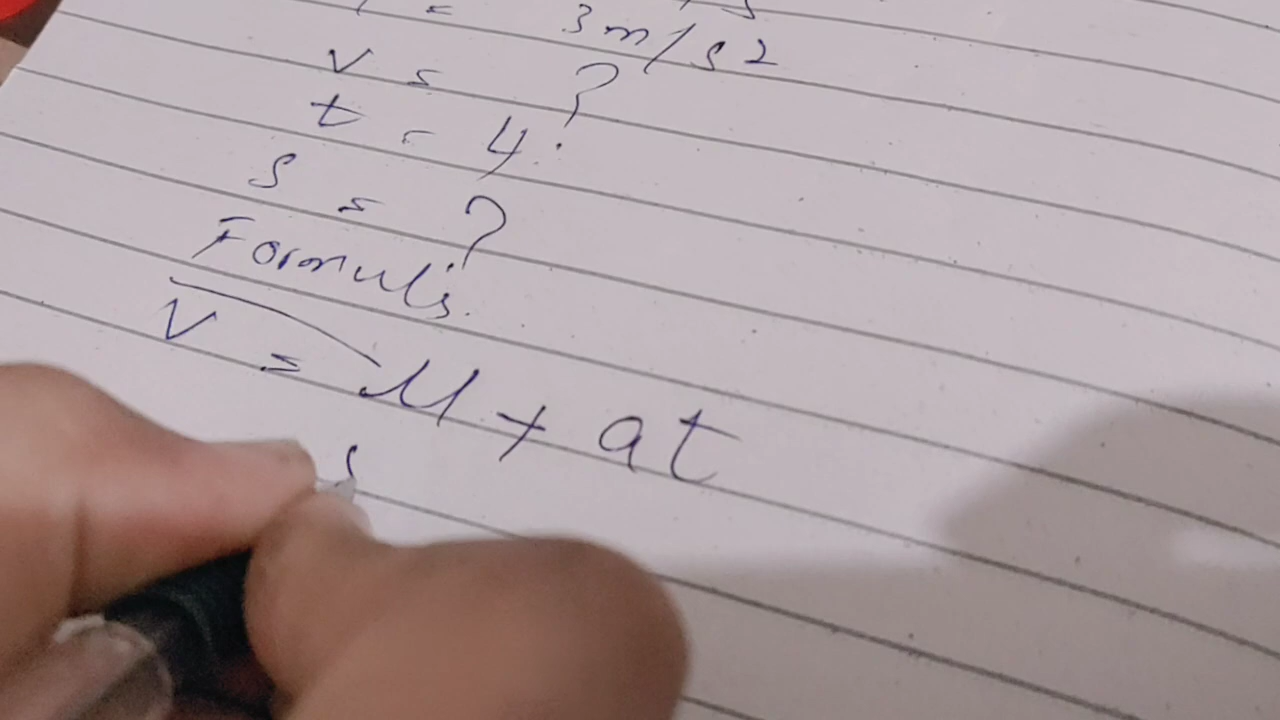 = 3m/s2
v = ?
t = 4.
s = ?
Formula
V = u + at
s